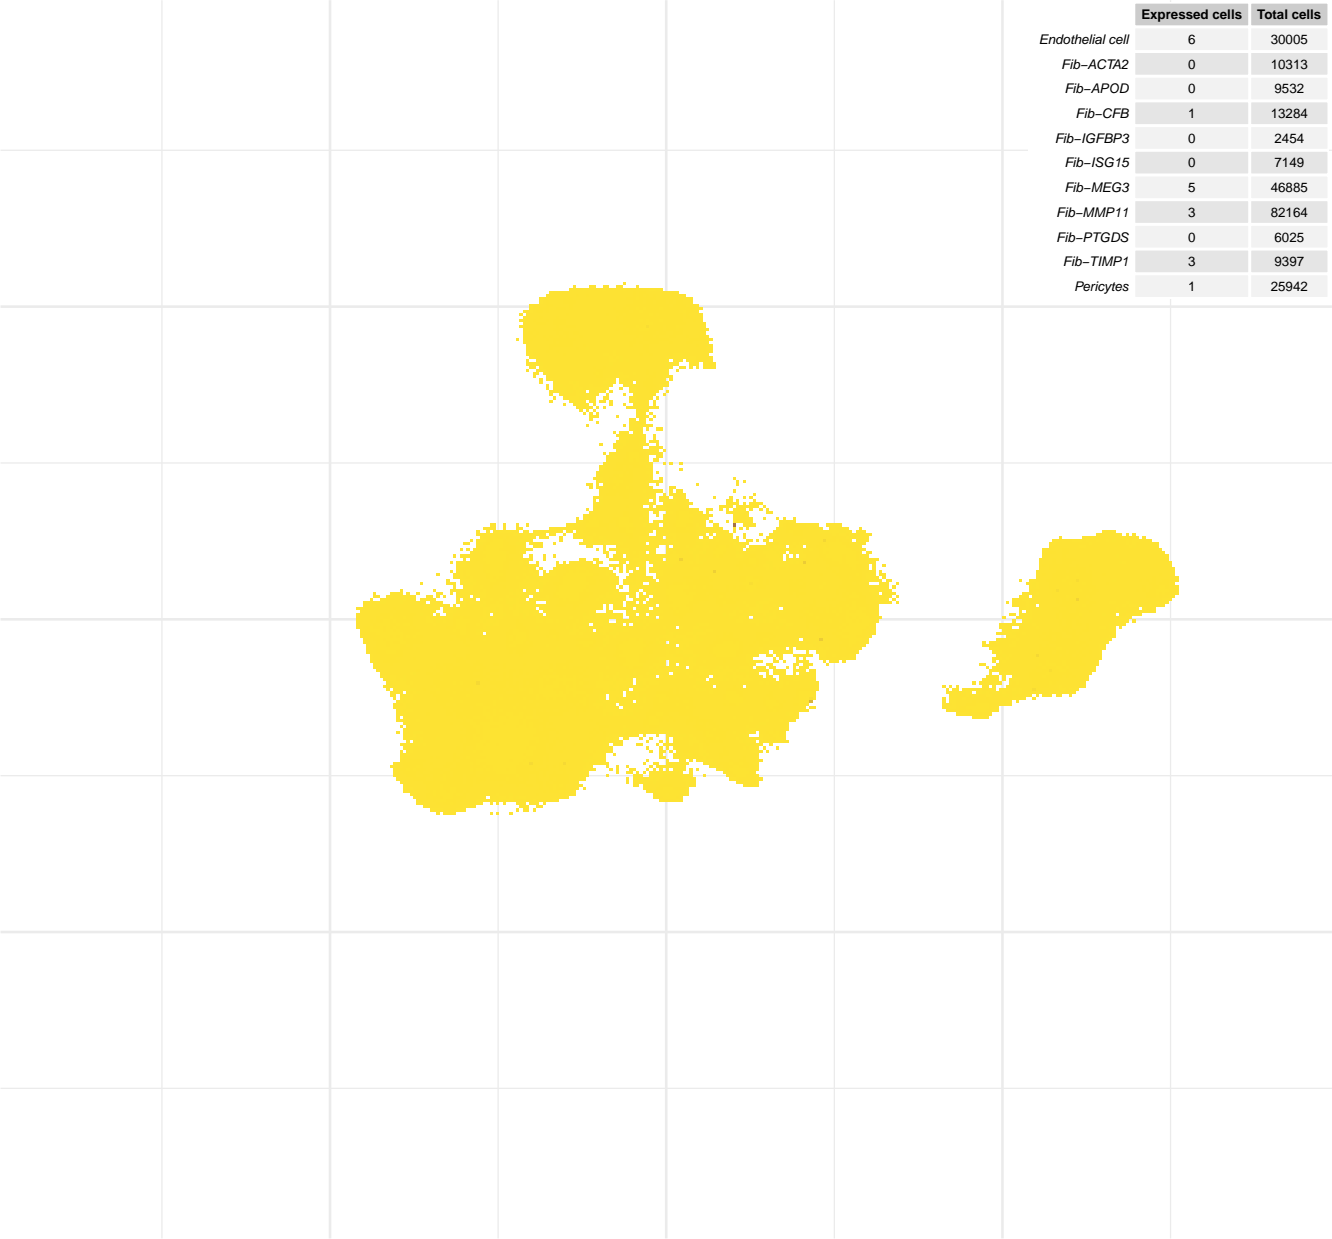 Expressed cells Total cells
Endothelial cell 6 30005
Fib−ACTA2 0 10313
Fib−APOD 0 9532
Fib−CFB 1 13284
Fib−IGFBP3 0 2454
Fib−ISG15 0 7149
Fib−MEG3 5 46885
Fib−MMP11 3 82164
Fib−PTGDS 0 6025
Fib−TIMP1 3 9397
Pericytes 1 25942